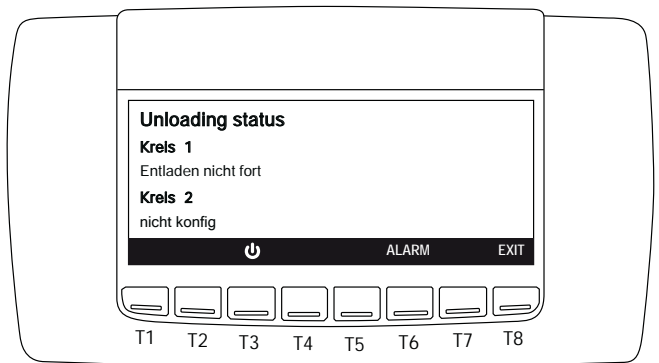 Unloading status
Kreis 1
Entladen nicht fort
Kreis 2
nicht konfig
ALARM EXIT
T1 T2 T3 T4 T5 T6 T7 T8